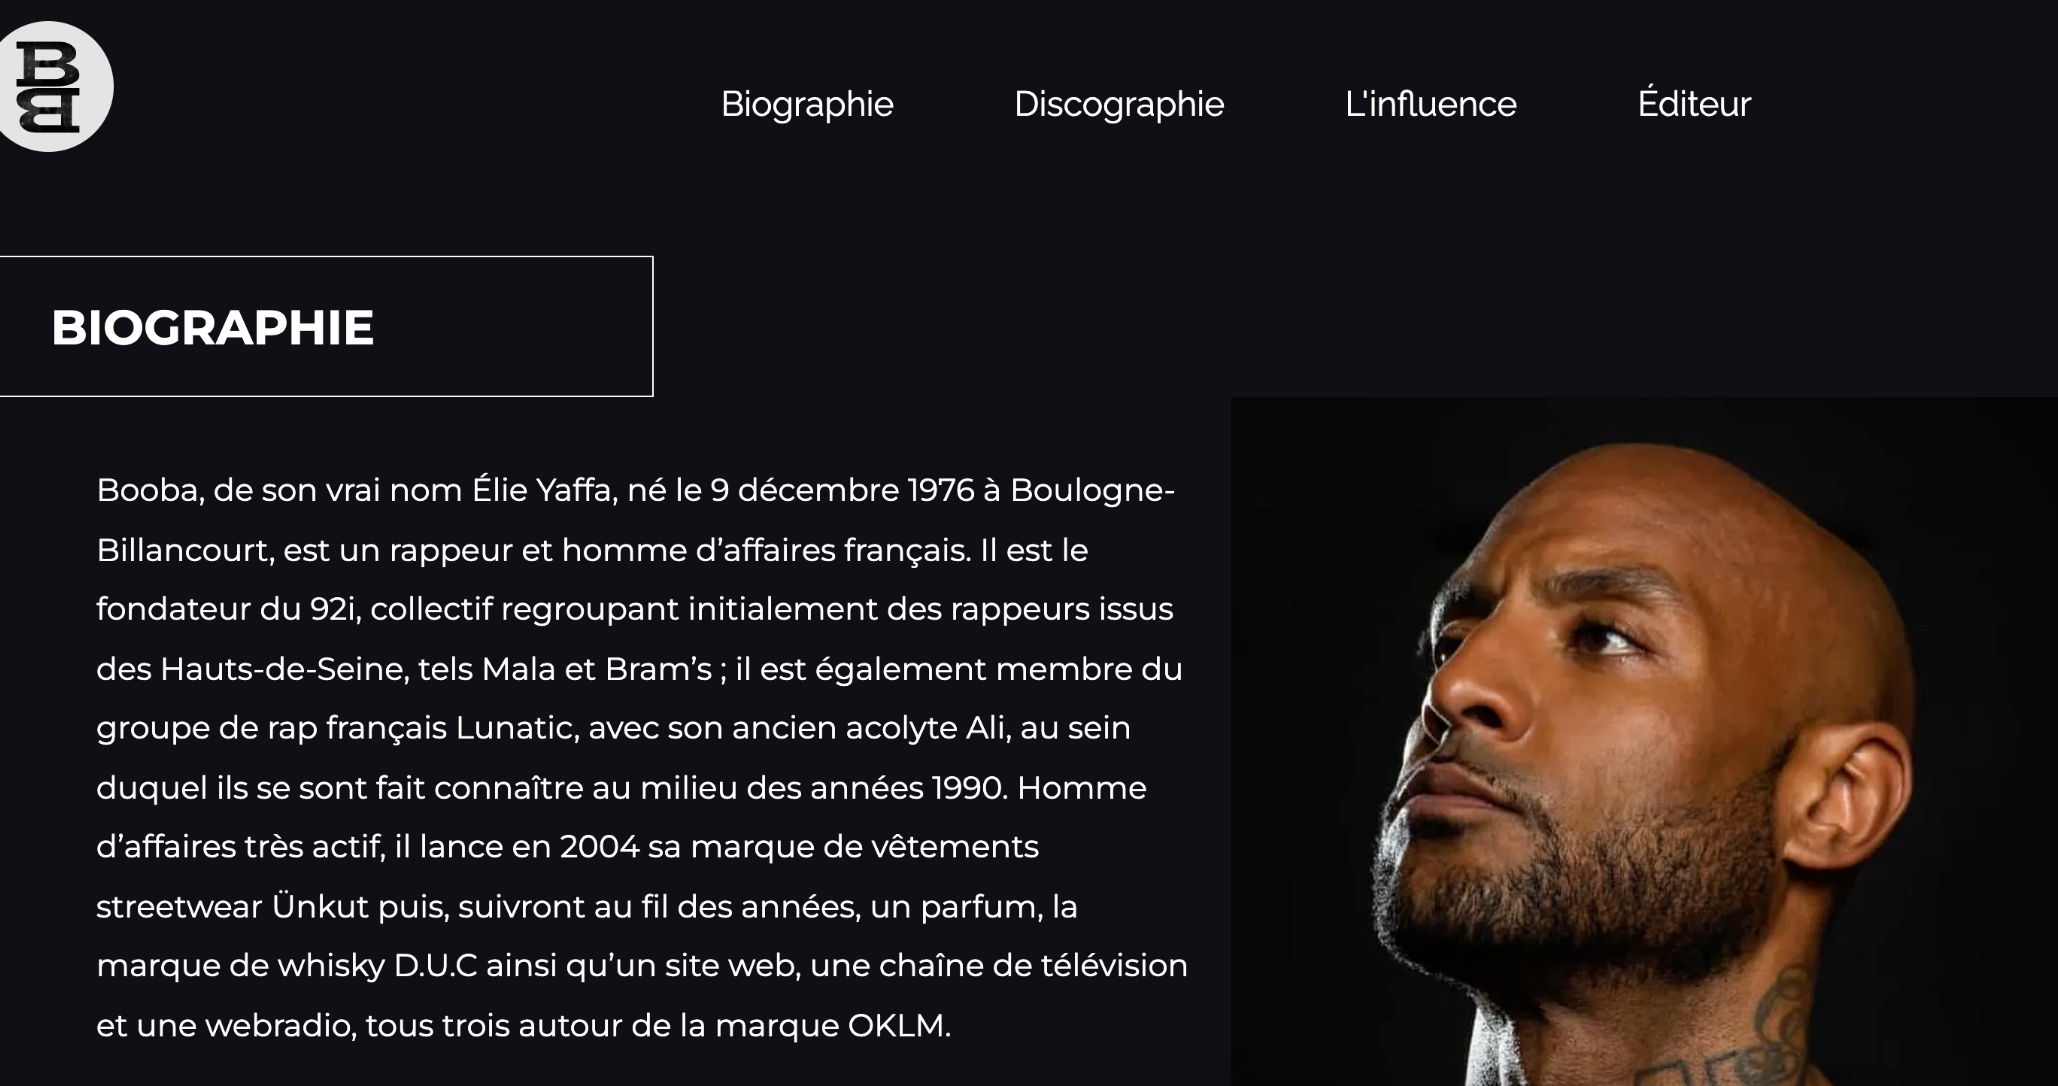 B
B
Biographie Discographie L'influence Éditeur
BIOGRAPHIE
Booba, de son vrai nom Élie Yaffa, né le 9 décembre 1976 à Boulogne-
Billancourt, est un rappeur et homme d’affaires français. Il est le
fondateur du 92i, collectif regroupant initialement des rappeurs issus
des Hauts-de-Seine, tels Mala et Bram’s ; il est également membre du
groupe de rap français Lunatic, avec son ancien acolyte Ali, au sein
duquel ils se sont fait connaître au milieu des années 1990. Homme
d’affaires très actif, il lance en 2004 sa marque de vêtements
streetwear Ünkut puis, suivront au fil des années, un parfum, la
marque de whisky D.U.C ainsi qu’un site web, une chaîne de télévision
et une webradio, tous trois autour de la marque OKLM.